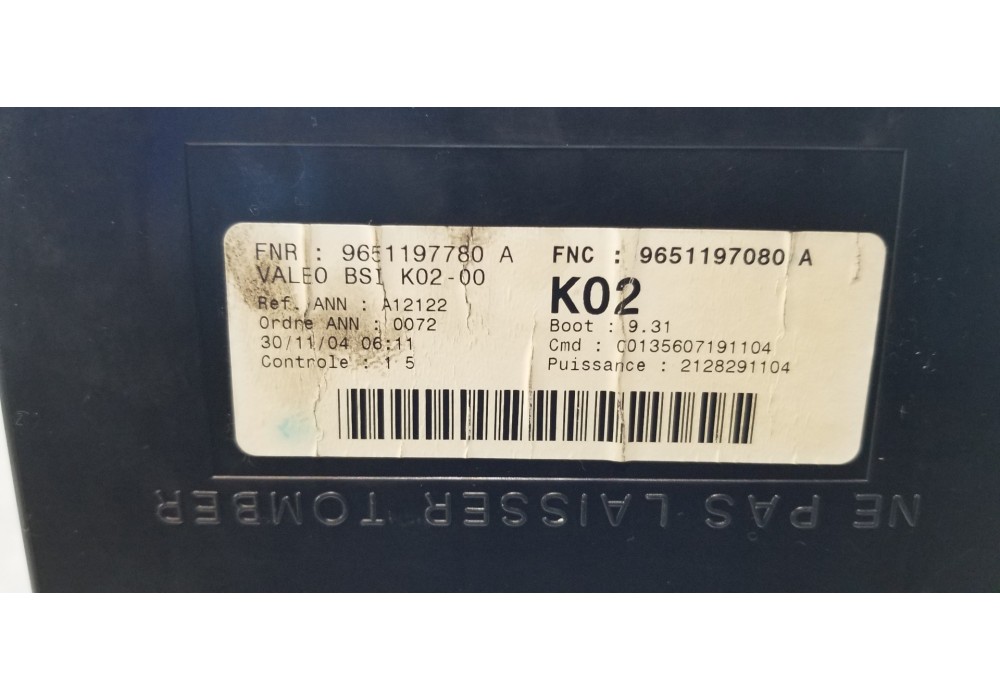 FNR : 9651197780 A
VALEO BSI K02-00
Ref. ANN : A12122
Ordre ANN : 0072
30/11/04 06:11
Controle : 1 5
FNC : 9651197080 A
K02
Boot : 9.31
Cmd : 00135607191104
Puissance : 2128291104
NE PAS LAISSER TOMBER